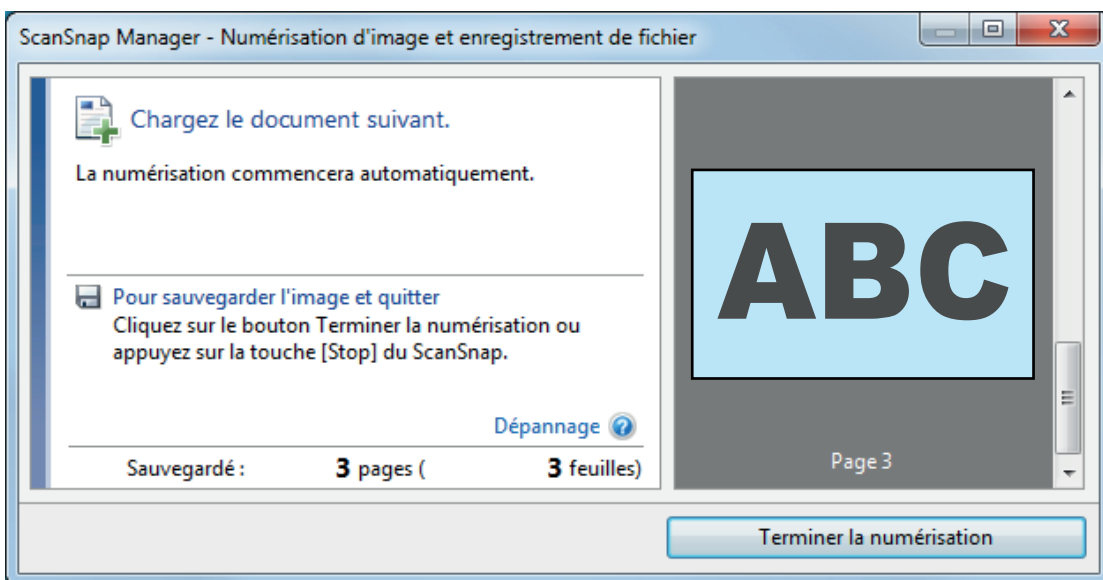 ScanSnap Manager - Numérisation d'image et enregistrement de fichier
Chargez le document suivant.
La numérisation commencera automatiquement.
Pour sauvegarder l'image et quitter
Cliquez sur le bouton Terminer la numérisation ou
appuyez sur la touche [Stop] du ScanSnap.
Dépannage
Sauvegardé : 3 pages ( 3 feuilles)
ABC
Page 3
Terminer la numérisation